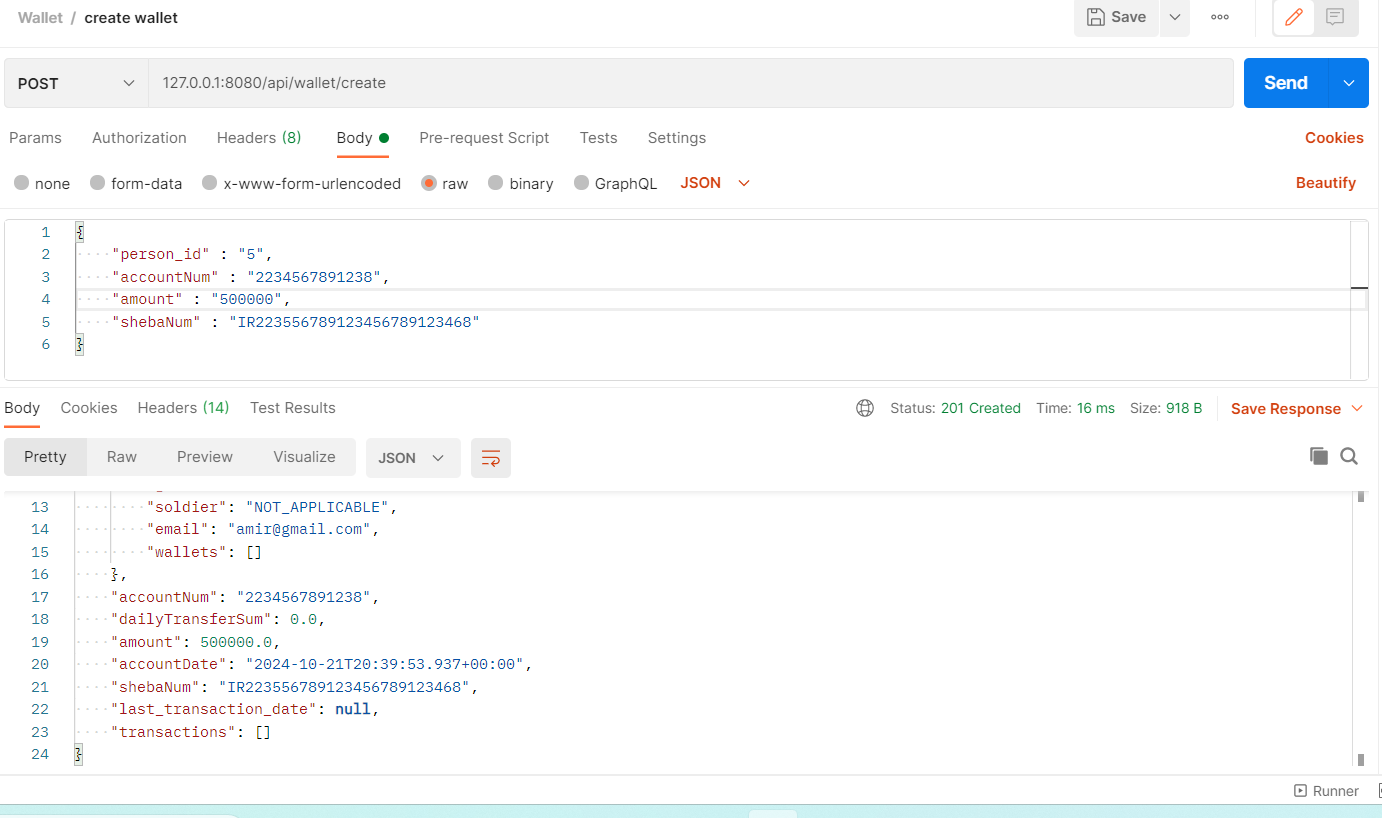 Wallet / create wallet
Save
POST 127.0.0.1:8080/api/wallet/create Send
Params Authorization Headers (8) Body Pre-request Script Tests Settings Cookies
none form-data x-www-form-urlencoded raw binary GraphQL JSON Beautify
1 {
2 "person_id" : "5",
3 "accountNum" : "2234567891238",
4 "amount" : "500000",
5 "shebaNum" : "IR223556789123456789123468"
6 }
Body Cookies Headers (14) Test Results Status: 201 Created Time: 16 ms Size: 918 B Save Response
Pretty Raw Preview Visualize JSON
13 "soldier": "NOT_APPLICABLE",
14 "email": "amir@gmail.com",
15 "wallets": []
16 },
17 "accountNum": "2234567891238",
18 "dailyTransferSum": 0.0,
19 "amount": 500000.0,
20 "accountDate": "2024-10-21T20:39:53.937+00:00",
21 "shebaNum": "IR223556789123456789123468",
22 "last_transaction_date": null,
23 "transactions": []
24 }
Runner